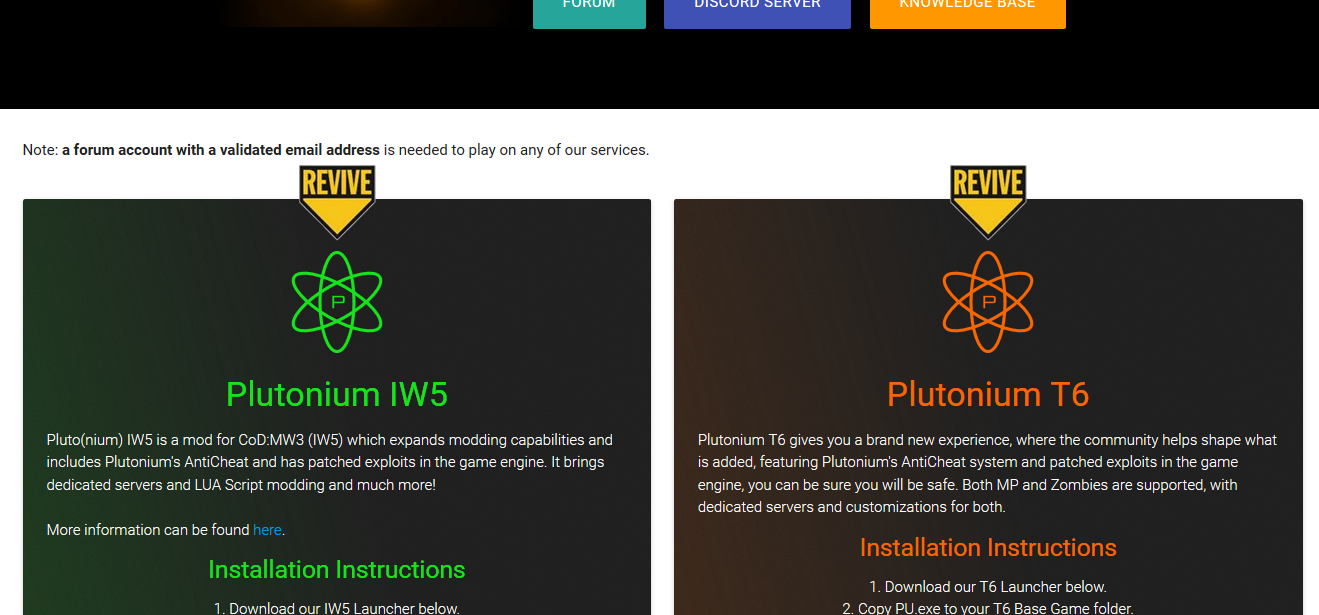 FORUM
DISCORD SERVER
KNOWLEDGE BASE
Note: a forum account with a validated email address is needed to play on any of our services.
REVIVE
P
Plutonium IW5
Pluto(nium) IW5 is a mod for CoD:MW3 (IW5) which expands modding capabilities and
includes Plutonium's AntiCheat and has patched exploits in the game engine. It brings
dedicated servers and LUA Script modding and much more!
More information can be found here.
Installation Instructions
1. Download our IW5 Launcher below.
REVIVE
P
Plutonium T6
Plutonium T6 gives you a brand new experience, where the community helps shape what
is added, featuring Plutonium's AntiCheat system and patched exploits in the game
engine, you can be sure you will be safe. Both MP and Zombies are supported, with
dedicated servers and customizations for both.
Installation Instructions
1. Download our T6 Launcher below.
2. Copy PU.exe to your T6 Base Game folder.